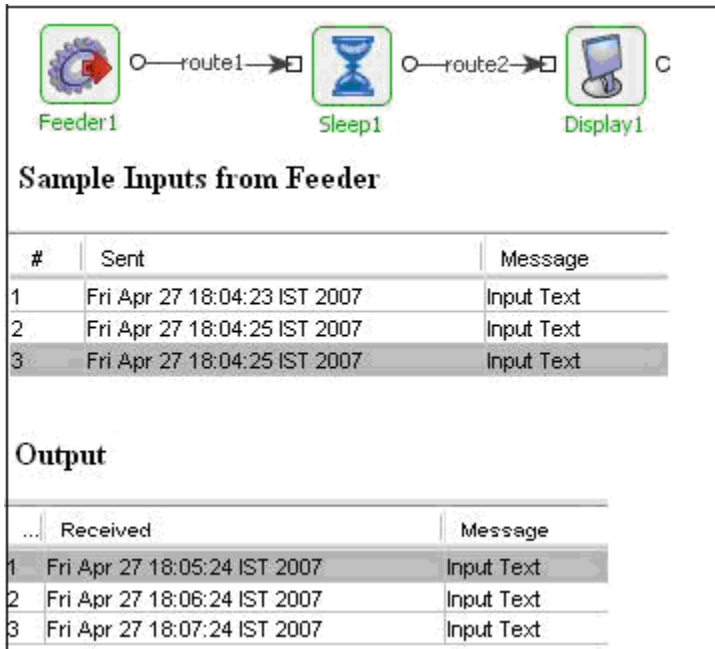 route1
route2
Feeder1
Sleep1
Display1
Sample Inputs from Feeder
# Sent Message
1 Fri Apr 27 18:04:23 IST 2007 Input Text
2 Fri Apr 27 18:04:25 IST 2007 Input Text
3 Fri Apr 27 18:04:25 IST 2007 Input Text
Output
... Received Message
1 Fri Apr 27 18:05:24 IST 2007 Input Text
2 Fri Apr 27 18:06:24 IST 2007 Input Text
3 Fri Apr 27 18:07:24 IST 2007 Input Text